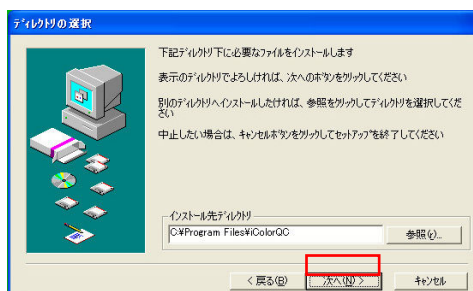 ﾃﾞｨﾚｸﾄﾘの選択
下記ﾃﾞｨﾚｸﾄﾘ下に必要なﾌｧｲﾙをｲﾝｽﾄｰﾙします
表示のﾃﾞｨﾚｸﾄﾘでよろしければ、次へのﾎﾞﾀﾝをｸﾘｯｸしてください
別のﾃﾞｨﾚｸﾄﾘへｲﾝｽﾄｰﾙしたければ、参照をｸﾘｯｸしてﾃﾞｨﾚｸﾄﾘを選択してくだ
さい
中止したい場合は、ｷｬﾝｾﾙﾎﾞﾀﾝをｸﾘｯｸしてｾｯﾄｱｯﾌﾟを終了してください
ｲﾝｽﾄｰﾙ先ﾃﾞｨﾚｸﾄﾘ
C:¥Program Files¥iColorQC
参照(r)...
< 戻る(B)
次へ(N) >
ｷｬﾝｾﾙ